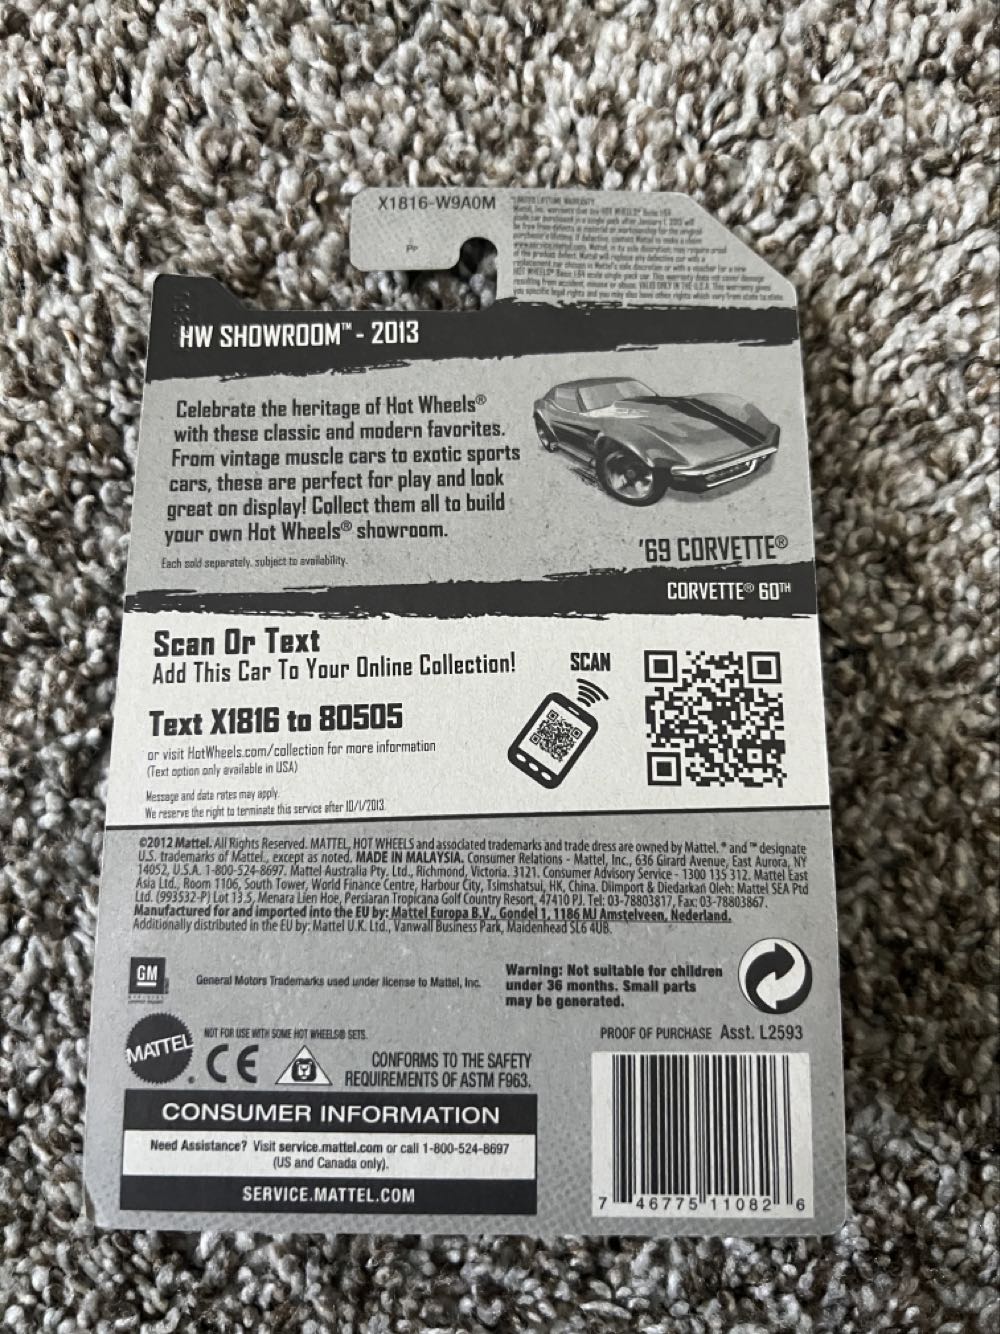 X1816-W9A0M
PP
LIMITED LIFETIME WARRANTY
HW SHOWROOM™ - 2013
Celebrate the heritage of Hot Wheels®
with these classic and modern favorites.
From vintage muscle cars to exotic sports
cars, these are perfect for play and look
great on display! Collect them all to build
your own Hot Wheels® showroom.
Each sold separately, subject to availability.
'69 CORVETTE®
CORVETTE® 60TH
Scan Or Text
Add This Car To Your Online Collection!
SCAN
Text X1816 to 80505
or visit HotWheels.com/collection for more information
(Text option only available in USA)
Message and data rates may apply.
We reserve the right to terminate this service after 10/1/2013.
©2012 Mattel. All Rights Reserved. MATTEL, HOT WHEELS and associated trademarks and trade dress are owned by Mattel. ® and ™ designate
U.S. trademarks of Mattel, except as noted. MADE IN MALAYSIA. Consumer Relations - Mattel, Inc., 636 Girard Avenue, East Aurora, NY
14052, U.S.A. 1-800-524-8697. Mattel Australia Pty. Ltd., Richmond, Victoria. 3121. Consumer Advisory Service - 1300 135 312. Mattel East
Asia Ltd., Room 1106, South Tower, World Finance Centre, Harbour City, Tsimshatsui, HK, China. Diimport & Diedarkan Oleh: Mattel SEA Ptd
Ltd. (993532-P) Lot 13.5, Menara Lien Hoe, Persiaran Tropicana Golf Country Resort, 47410 PJ. Tel: 03-78803817, Fax: 03-78803867.
Manufactured for and imported into the EU by: Mattel Europa B.V., Gondel 1, 1186 MJ Amstelveen, Nederland.
Additionally distributed in the EU by: Mattel U.K. Ltd., Vanwall Business Park, Maidenhead SL6 4UB.
GM
General Motors Trademarks used under license to Mattel, Inc.
Warning: Not suitable for children
under 36 months. Small parts
may be generated.
NOT FOR USE WITH SOME HOT WHEELS® SETS.
PROOF OF PURCHASE Asst. L2593
MATTEL
CE
CONFORMS TO THE SAFETY
REQUIREMENTS OF ASTM F963.
CONSUMER INFORMATION
Need Assistance? Visit service.mattel.com or call 1-800-524-8697
(US and Canada only).
SERVICE.MATTEL.COM
7 46775 11082 6